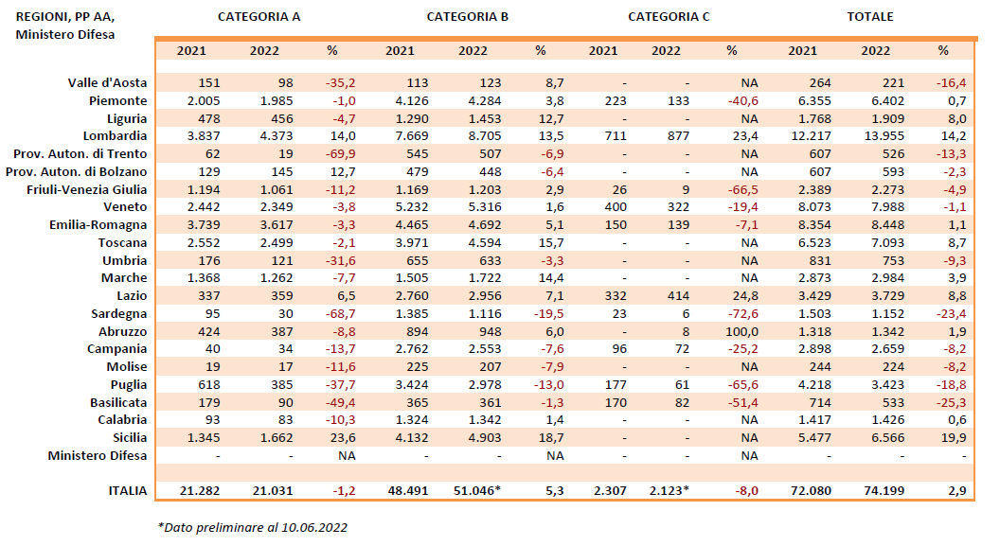 REGIONI, PP AA, CATEGORIA A CATEGORIA B CATEGORIA C TOTALE
Ministero Difesa
2021 2022 % 2021 2022 % 2021 2022 % 2021 2022 %
Valle d'Aosta 151 98 -35,2 113 123 8,7 - - NA 264 221 -16,4
Piemonte 2.005 1.985 -1,0 4.126 4.284 3,8 223 133 -40,6 6.355 6.402 0,7
Liguria 478 456 -4,7 1.290 1.453 12,7 - - NA 1.768 1.909 8,0
Lombardia 3.837 4.373 14,0 7.669 8.705 13,5 711 877 23,4 12.217 13.955 14,2
Prov. Auton. di Trento 62 19 -69,9 545 507 -6,9 - - NA 607 526 -13,3
Prov. Auton. di Bolzano 129 145 12,7 479 448 -6,4 - - NA 607 593 -2,3
Friuli-Venezia Giulia 1.194 1.061 -11,2 1.169 1.203 2,9 26 9 -66,5 2.389 2.273 -4,9
Veneto 2.442 2.349 -3,8 5.232 5.316 1,6 400 322 -19,4 8.073 7.988 -1,1
Emilia-Romagna 3.739 3.617 -3,3 4.465 4.692 5,1 150 139 -7,1 8.354 8.448 1,1
Toscana 2.552 2.499 -2,1 3.971 4.594 15,7 - - NA 6.523 7.093 8,7
Umbria 176 121 -31,6 655 633 -3,3 - - NA 831 753 -9,3
Marche 1.368 1.262 -7,7 1.505 1.722 14,4 - - NA 2.873 2.984 3,9
Lazio 337 359 6,5 2.760 2.956 7,1 332 414 24,8 3.429 3.729 8,8
Sardegna 95 30 -68,7 1.385 1.116 -19,5 23 6 -72,6 1.503 1.152 -23,4
Abruzzo 424 387 -8,8 894 948 6,0 - 8 100,0 1.318 1.342 1,9
Campania 40 34 -13,7 2.762 2.553 -7,6 96 72 -25,2 2.898 2.659 -8,2
Molise 19 17 -11,6 225 207 -7,9 - - NA 244 224 -8,2
Puglia 618 385 -37,7 3.424 2.978 -13,0 177 61 -65,6 4.218 3.423 -18,8
Basilicata 179 90 -49,4 365 361 -1,3 170 82 -51,4 714 533 -25,3
Calabria 93 83 -10,3 1.324 1.342 1,4 - - NA 1.417 1.426 0,6
Sicilia 1.345 1.662 23,6 4.132 4.903 18,7 - - NA 5.477 6.566 19,9
Ministero Difesa - - NA - - NA - - NA - - -
ITALIA 21.282 21.031 -1,2 48.491 51.046* 5,3 2.307 2.123* -8,0 72.080 74.199 2,9
*Dato preliminare al 10.06.2022